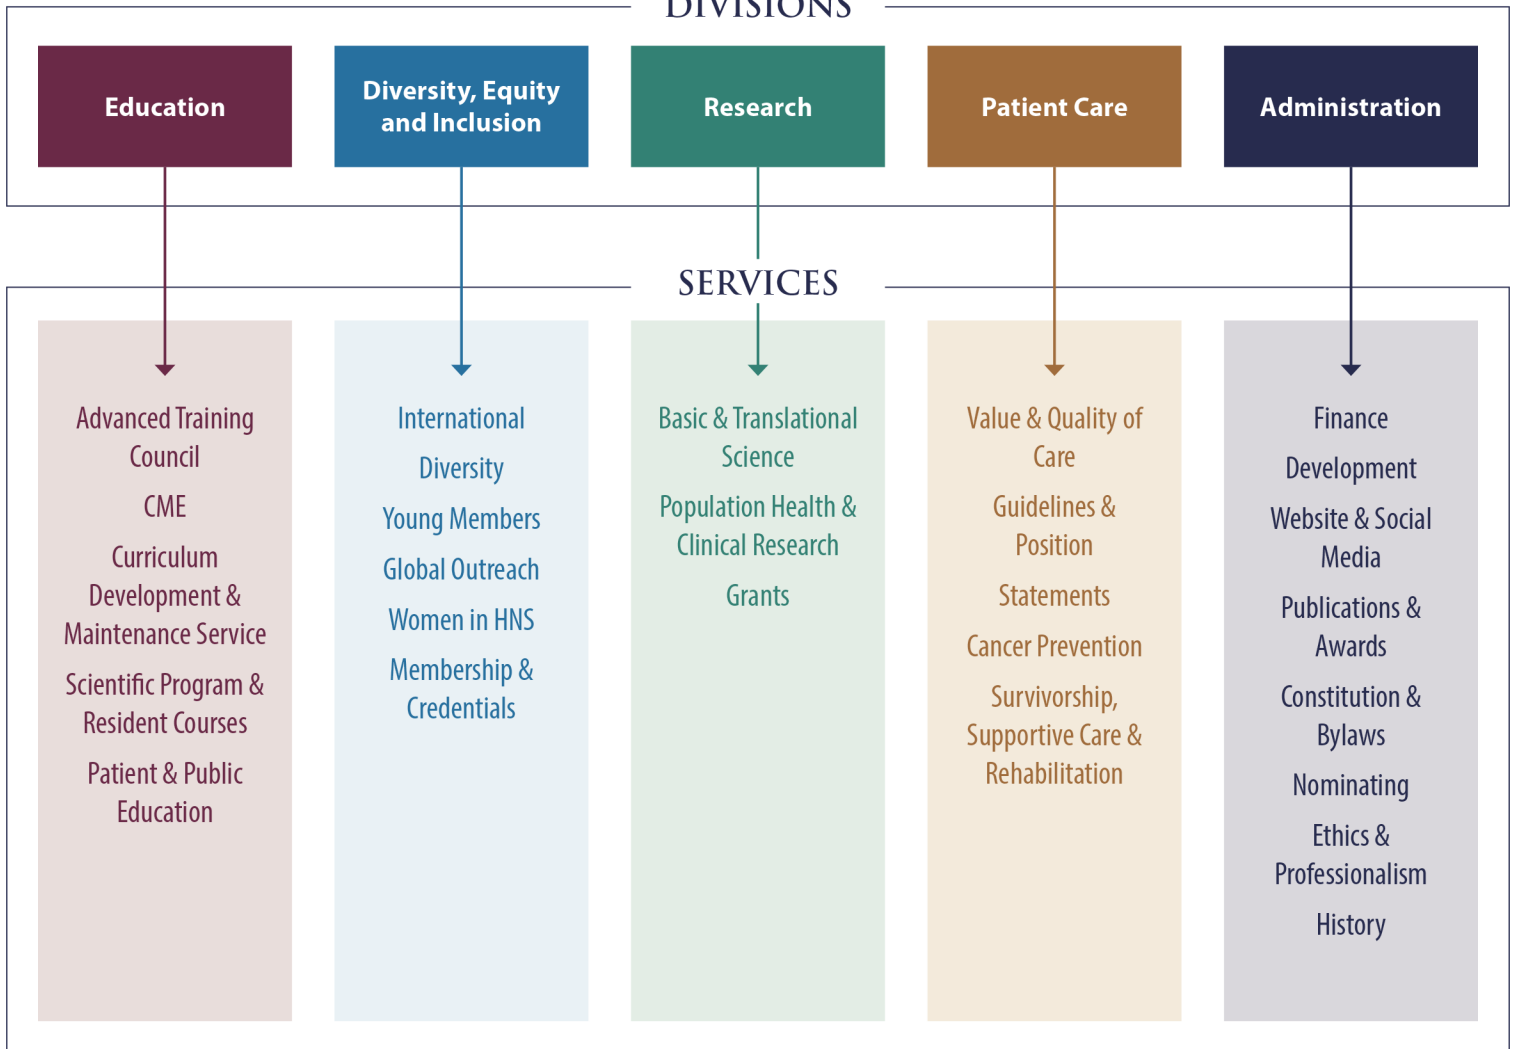 DIVISIONS
Education
Diversity, Equity
and Inclusion
Research
Patient Care
Administration
SERVICES
Advanced Training
Council
CME
Curriculum
Development &
Maintenance Service
Scientific Program &
Resident Courses
Patient & Public
Education
International
Diversity
Young Members
Global Outreach
Women in HNS
Membership &
Credentials
Basic & Translational
Science
Population Health &
Clinical Research
Grants
Value & Quality of
Care
Guidelines &
Position
Statements
Cancer Prevention
Survivorship,
Supportive Care &
Rehabilitation
Finance
Development
Website & Social
Media
Publications &
Awards
Constitution &
Bylaws
Nominating
Ethics &
Professionalism
History